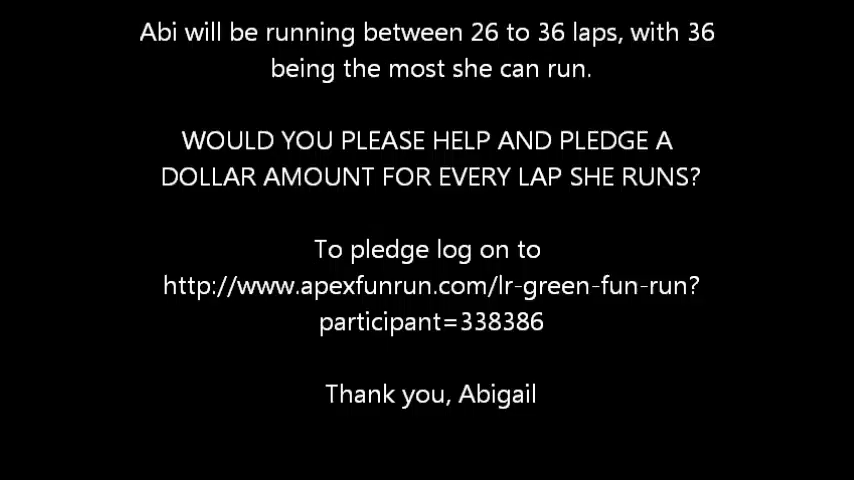 Abi will be running between 26 to 36 laps, with 36
being the most she can run.
WOULD YOU PLEASE HELP AND PLEDGE A
DOLLAR AMOUNT FOR EVERY LAP SHE RUNS?
To pledge log on to
http://www.apexfunrun.com/lr-green-fun-run?
participant=338386
Thank you, Abigail